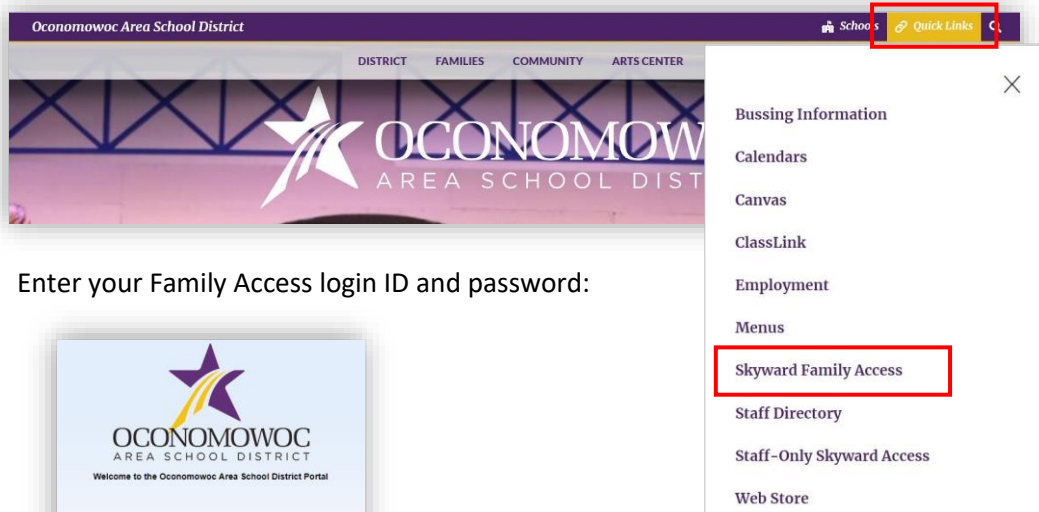 Oconomowoc Area School District
Schools
Quick Links
DISTRICT FAMILIES COMMUNITY ARTS CENTER
OCONOMOW
AREA SCHOOL DIST
Bussing Information
Calendars
Canvas
ClassLink
Employment
Menus
Skyward Family Access
Staff Directory
Staff-Only Skyward Access
Web Store
Enter your Family Access login ID and password:
OCONOMOWOC
AREA SCHOOL DISTRICT
Welcome to the Oconomowoc Area School District Portal